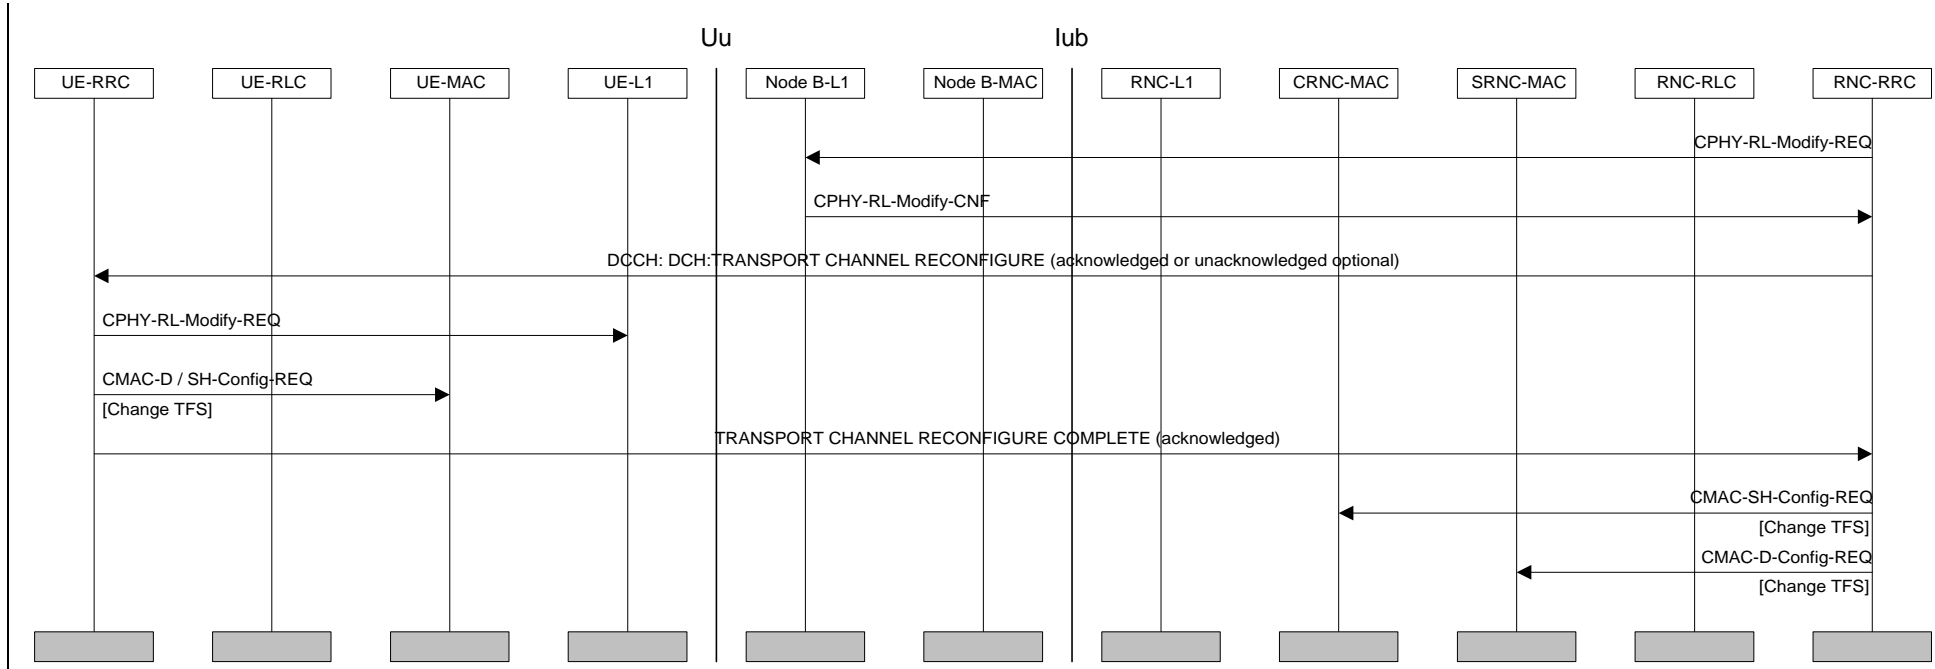 Uu
Iub
UE-RRC
UE-RLC
UE-MAC
UE-L1
Node B-L1
Node B-MAC
RNC-L1
CRNC-MAC
SRNC-MAC
RNC-RLC
RNC-RRC
CPHY-RL-Modify-REQ
CPHY-RL-Modify-CNF
DCCH: DCH:TRANSPORT CHANNEL RECONFIGURE (acknowledged or unacknowledged optional)
CPHY-RL-Modify-REQ
CMAC-D / SH-Config-REQ
[Change TFS]
TRANSPORT CHANNEL RECONFIGURE COMPLETE (acknowledged)
CMAC-SH-Config-REQ
[Change TFS]
CMAC-D-Config-REQ
[Change TFS]